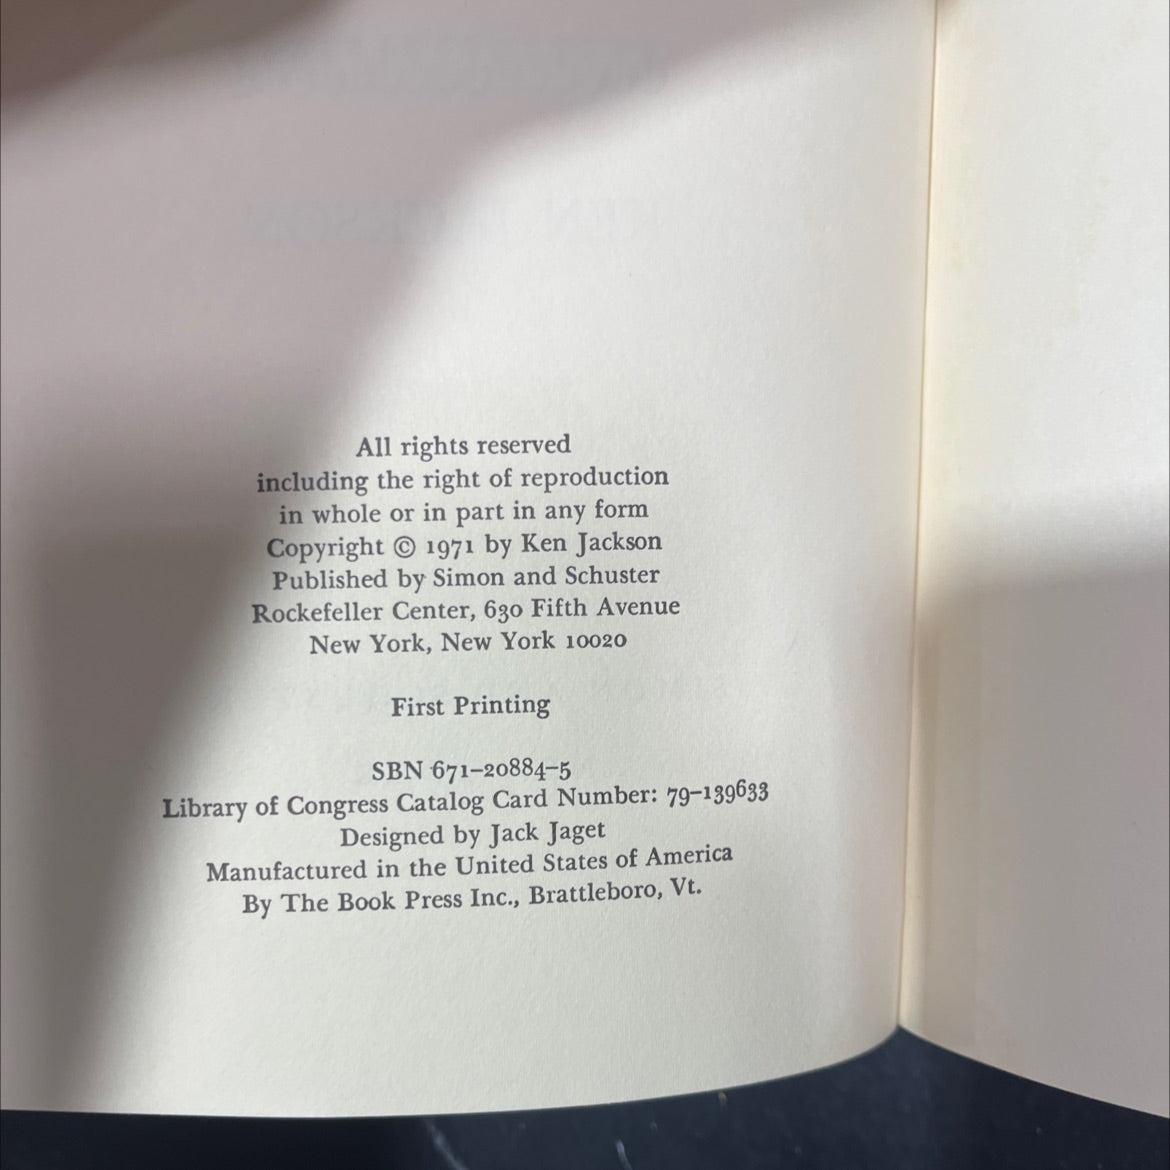 All rights reserved
including the right of reproduction
in whole or in part in any form
Copyright © 1971 by Ken Jackson
Published by Simon and Schuster
Rockefeller Center, 630 Fifth Avenue
New York, New York 10020
First Printing
SBN 671-20884-5
Library of Congress Catalog Card Number: 79-139633
Designed by Jack Jaget
Manufactured in the United States of America
By The Book Press Inc., Brattleboro, Vt.